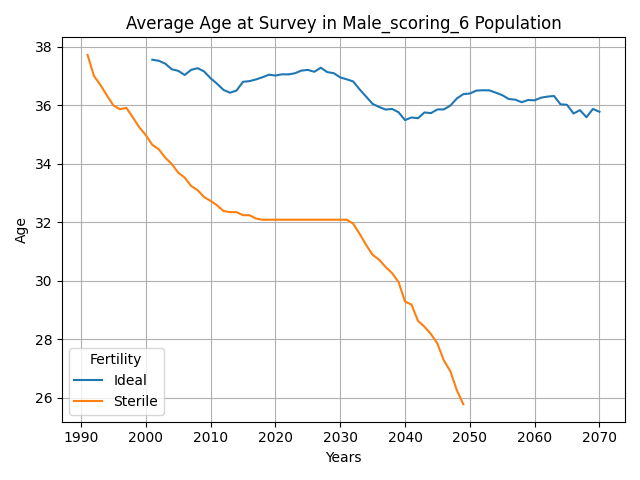 Average Age at Survey in Male_scoring_6 Population
Age
38
36
34
32
30
28
26
Fertility
Ideal
Sterile
1990 2000 2010 2020 2030 2040 2050 2060 2070
Years